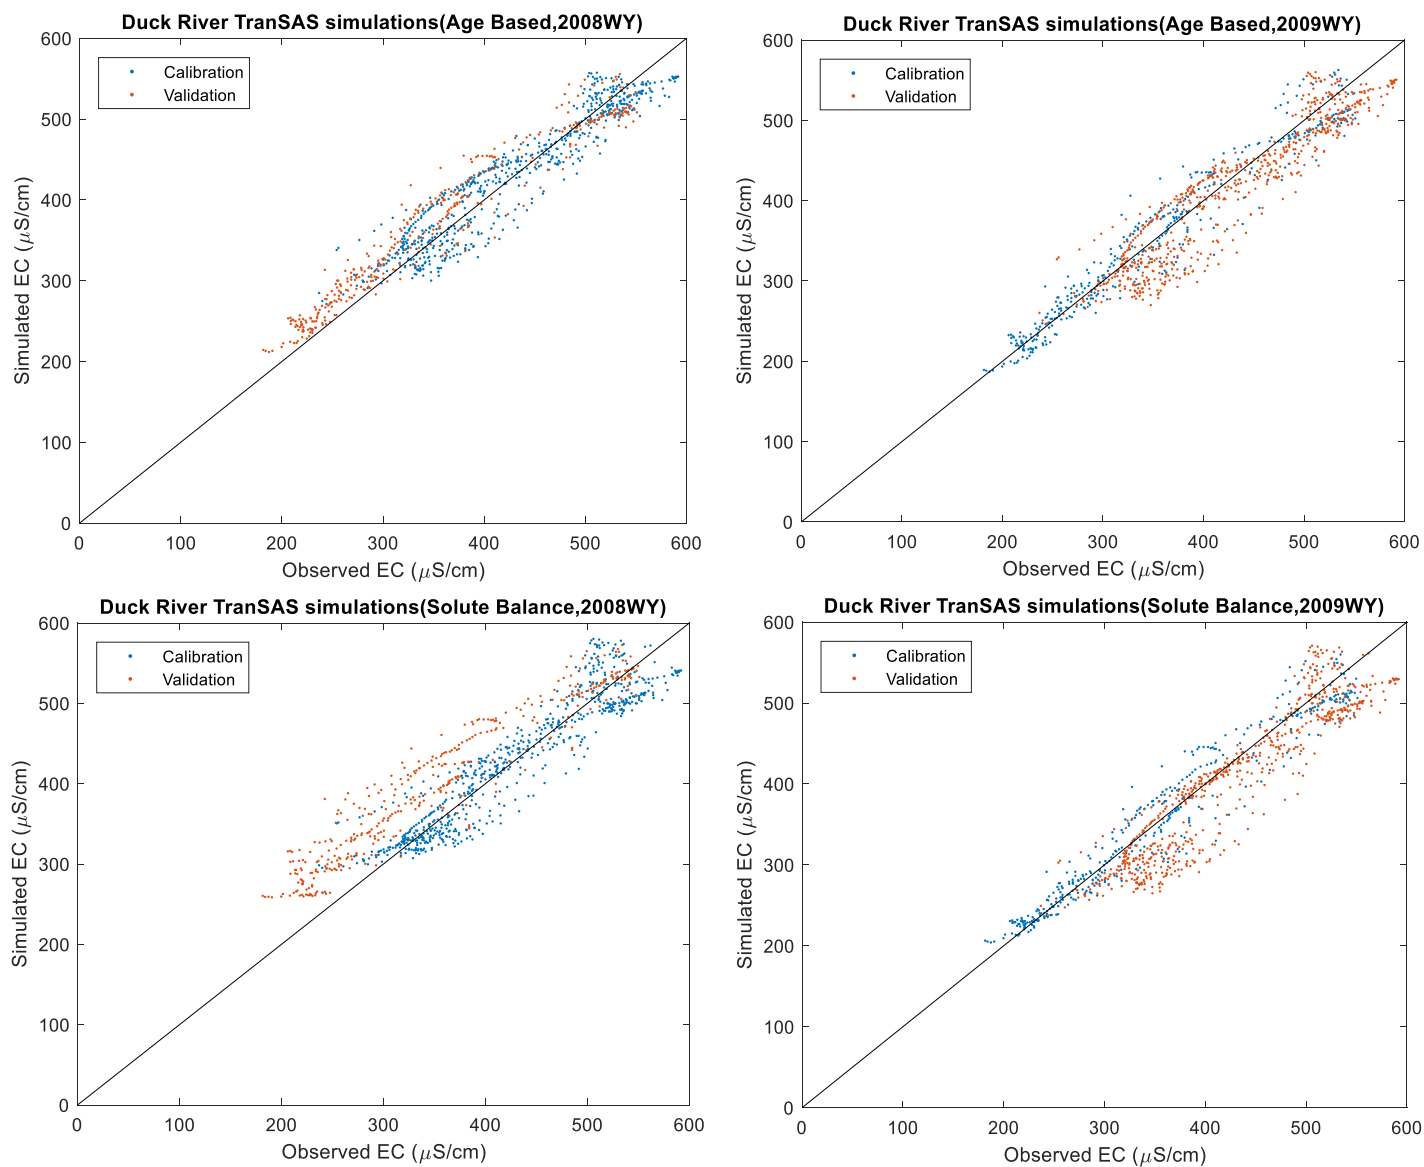 Duck River TranSAS simulations(Age Based,2008WY)
600
500
400
300
200
100
0
Simulated EC (μS/cm)
Calibration
Validation
0 100 200 300 400 500 600
Observed EC (μS/cm)
Duck River TranSAS simulations(Age Based,2009WY)
600
500
400
300
200
100
0
Simulated EC (μS/cm)
Calibration
Validation
0 100 200 300 400 500 600
Observed EC (μS/cm)
Duck River TranSAS simulations(Solute Balance,2008WY)
600
500
400
300
200
100
0
Simulated EC (μS/cm)
Calibration
Validation
0 100 200 300 400 500 600
Observed EC (μS/cm)
Duck River TranSAS simulations(Solute Balance,2009WY)
600
500
400
300
200
100
0
Simulated EC (μS/cm)
Calibration
Validation
0 100 200 300 400 500 600
Observed EC (μS/cm)